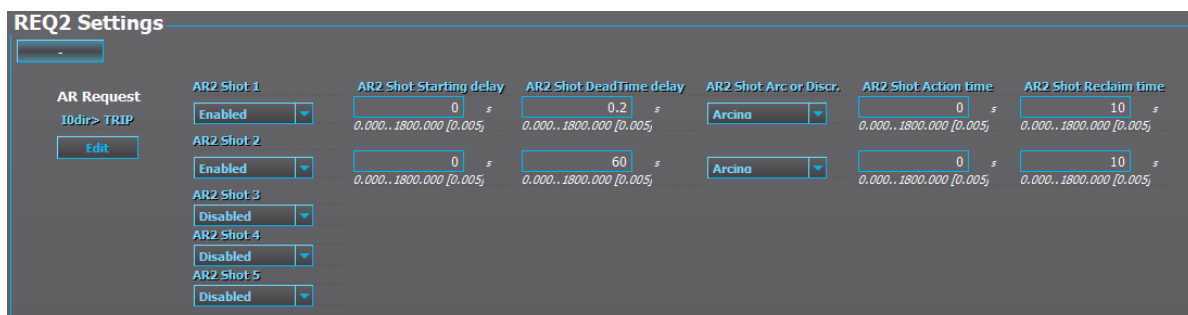 REQ2 Settings
-
AR Request
I0dir> TRIP
Edit
AR2 Shot 1 AR2 Shot Starting delay AR2 Shot DeadTime delay AR2 Shot Arc or Discr. AR2 Shot Action time AR2 Shot Reclaim time
Enabled 0 s 0.2 s Arcing 0 s 10 s
0.000..1800.000 [0.005] 0.000..1800.000 [0.005] 0.000..1800.000 [0.005] 0.000..1800.000 [0.005]
AR2 Shot 2
Enabled 0 s 60 s Arcing 0 s 10 s
0.000..1800.000 [0.005] 0.000..1800.000 [0.005] 0.000..1800.000 [0.005] 0.000..1800.000 [0.005]
AR2 Shot 3
Disabled
AR2 Shot 4
Disabled
AR2 Shot 5
Disabled